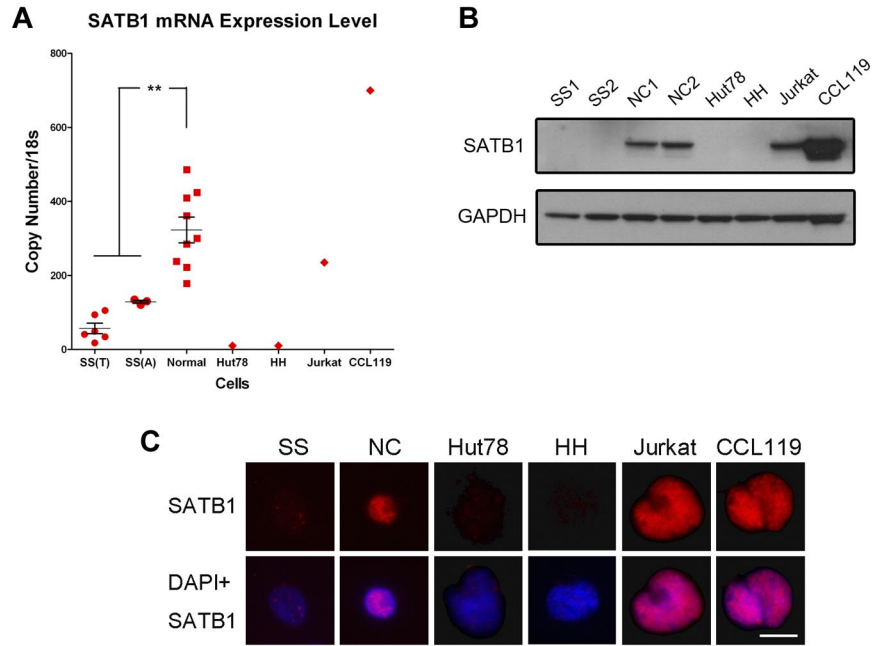 A
SATB1 mRNA Expression Level
Copy Number/18s
800
600
400
200
0
**
SS(T) SS(A) Normal Hut78 HH Jurkat CCL119
Cells
B
SS1 SS2 NC1 NC2 Hut78 HH Jurkat CCL119
SATB1
GAPDH
C
SS NC Hut78 HH Jurkat CCL119
SATB1
DAPI+
SATB1